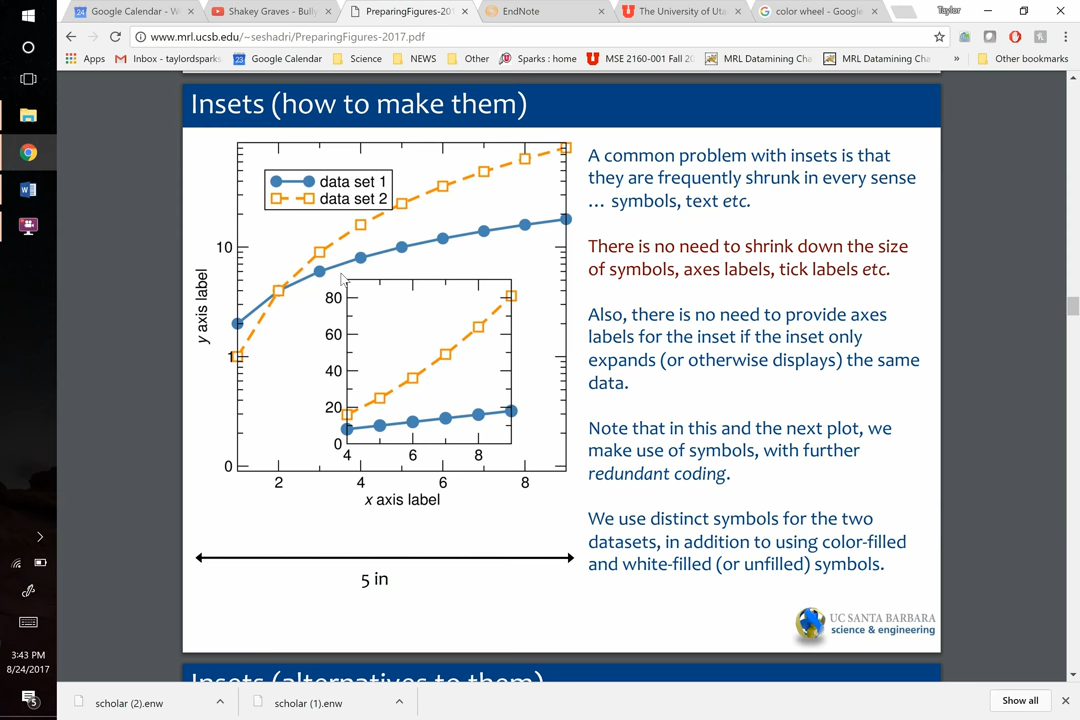 Google Calendar - W
Shakey Graves - Bully
PreparingFigures-201
EndNote
The University of Uta
color wheel - Google
Taylor
www.mrl.ucsb.edu/~seshadri/PreparingFigures-2017.pdf
Apps
Inbox - taylordsparks
Google Calendar
Science
NEWS
Other
Sparks : home
MSE 2160-001 Fall 20
MRL Datamining Cha
MRL Datamining Cha
»
Other bookmarks
Insets (how to make them)
data set 1
data set 2
10
1
0
y axis label
80
60
40
20
0
4 6 8
2 4 6 8
x axis label
5 in
A common problem with insets is that
they are frequently shrunk in every sense
... symbols, text etc.
There is no need to shrink down the size
of symbols, axes labels, tick labels etc.
Also, there is no need to provide axes
labels for the inset if the inset only
expands (or otherwise displays) the same
data.
Note that in this and the next plot, we
make use of symbols, with further
redundant coding.
We use distinct symbols for the two
datasets, in addition to using color-filled
and white-filled (or unfilled) symbols.
UC SANTA BARBARA
science & engineering
Insets (alternatives to them)
3:43 PM
8/24/2017
5
scholar (2).enw
scholar (1).enw
Show all